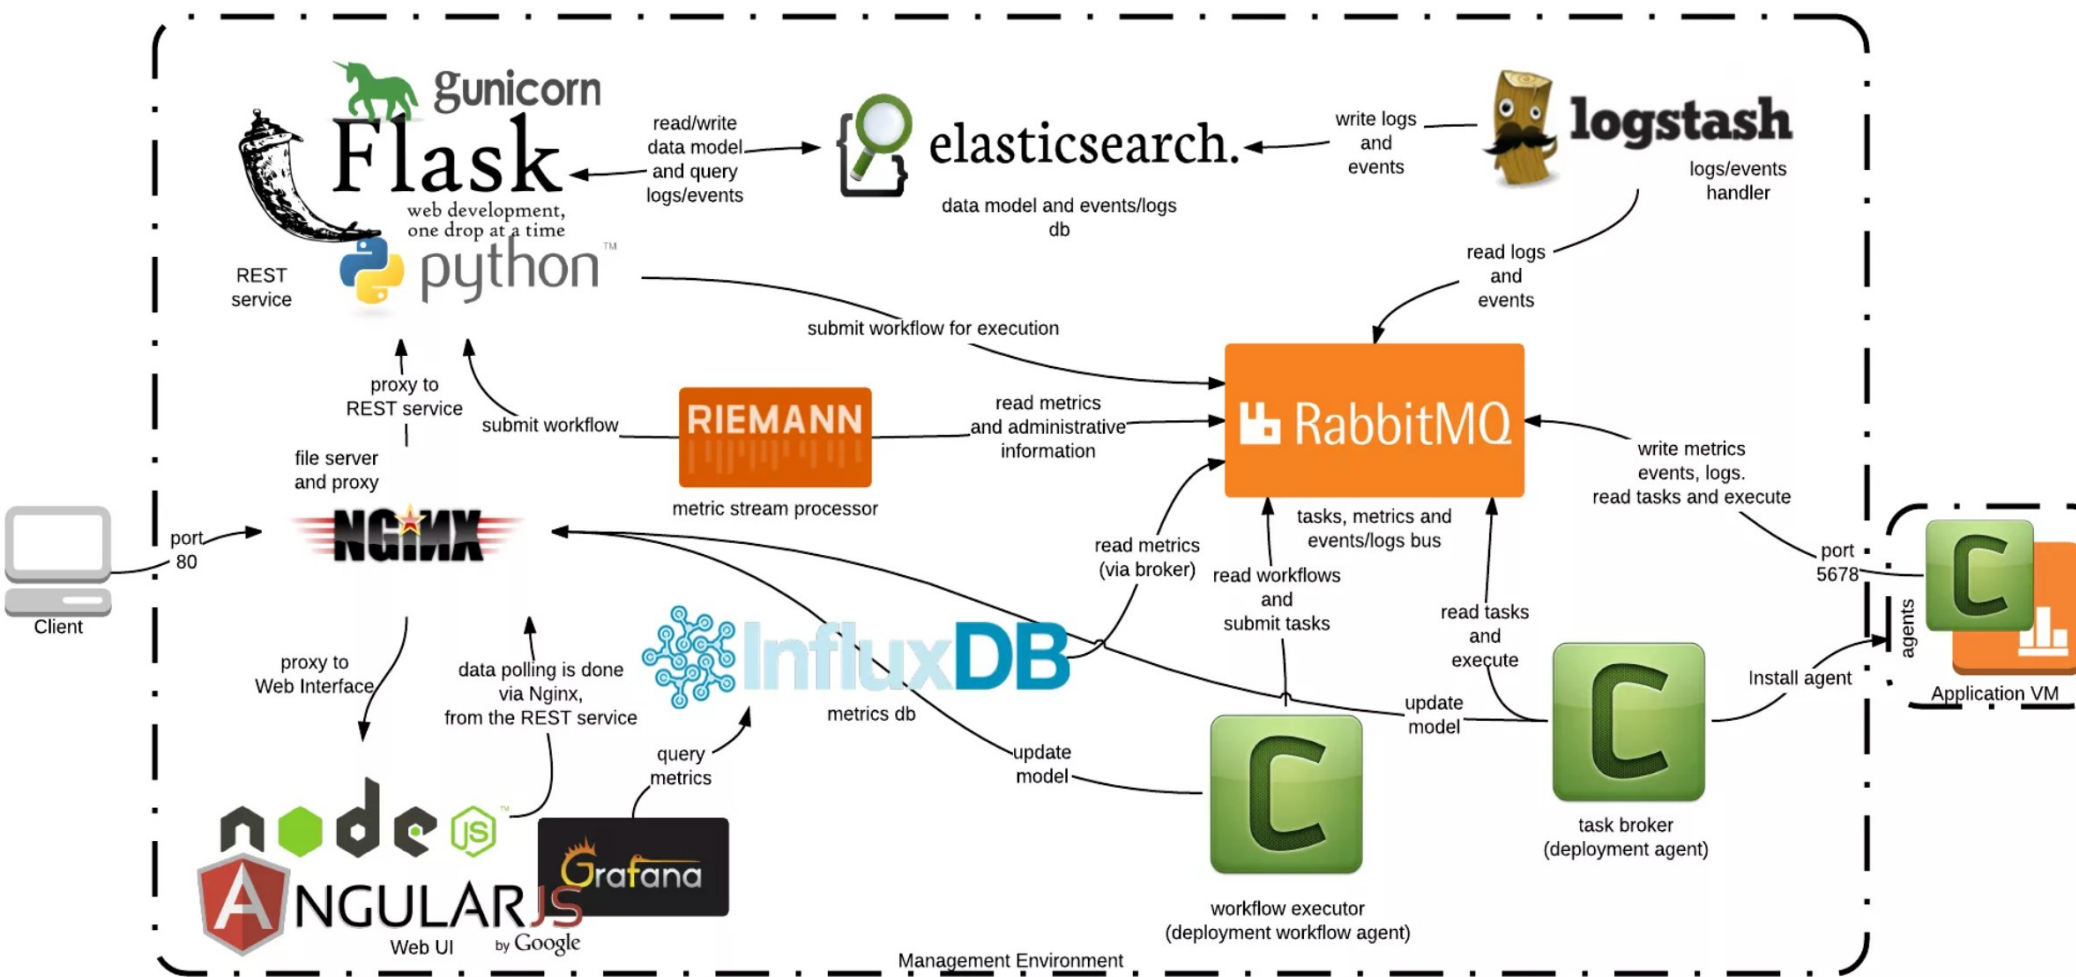 gunicorn
Flask
web development,
one drop at a time
python™
REST
service
read/write
data model
and query
logs/events
elasticsearch.
data model and events/logs
db
write logs
and
events
logstash
logs/events
handler
read logs
and
events
submit workflow for execution
proxy to
REST service
submit workflow
RIEMANN
metric stream processor
read metrics
and administrative
information
RabbitMQ
tasks, metrics and
events/logs bus
write metrics
events, logs.
read tasks and execute
file server
and proxy
NGiNX
Client
port
80
read metrics
(via broker)
read workflows
and
submit tasks
read tasks
and
execute
port
5678
C
agents
Application VM
Install agent
proxy to
Web Interface
data polling is done
via Nginx,
from the REST service
InfluxDB
metrics db
query
metrics
update
model
update
model
C
workflow executor
(deployment workflow agent)
C
task broker
(deployment agent)
node
JS™
Grafana
ANGULARJS
by Google
Web UI
Management Environment